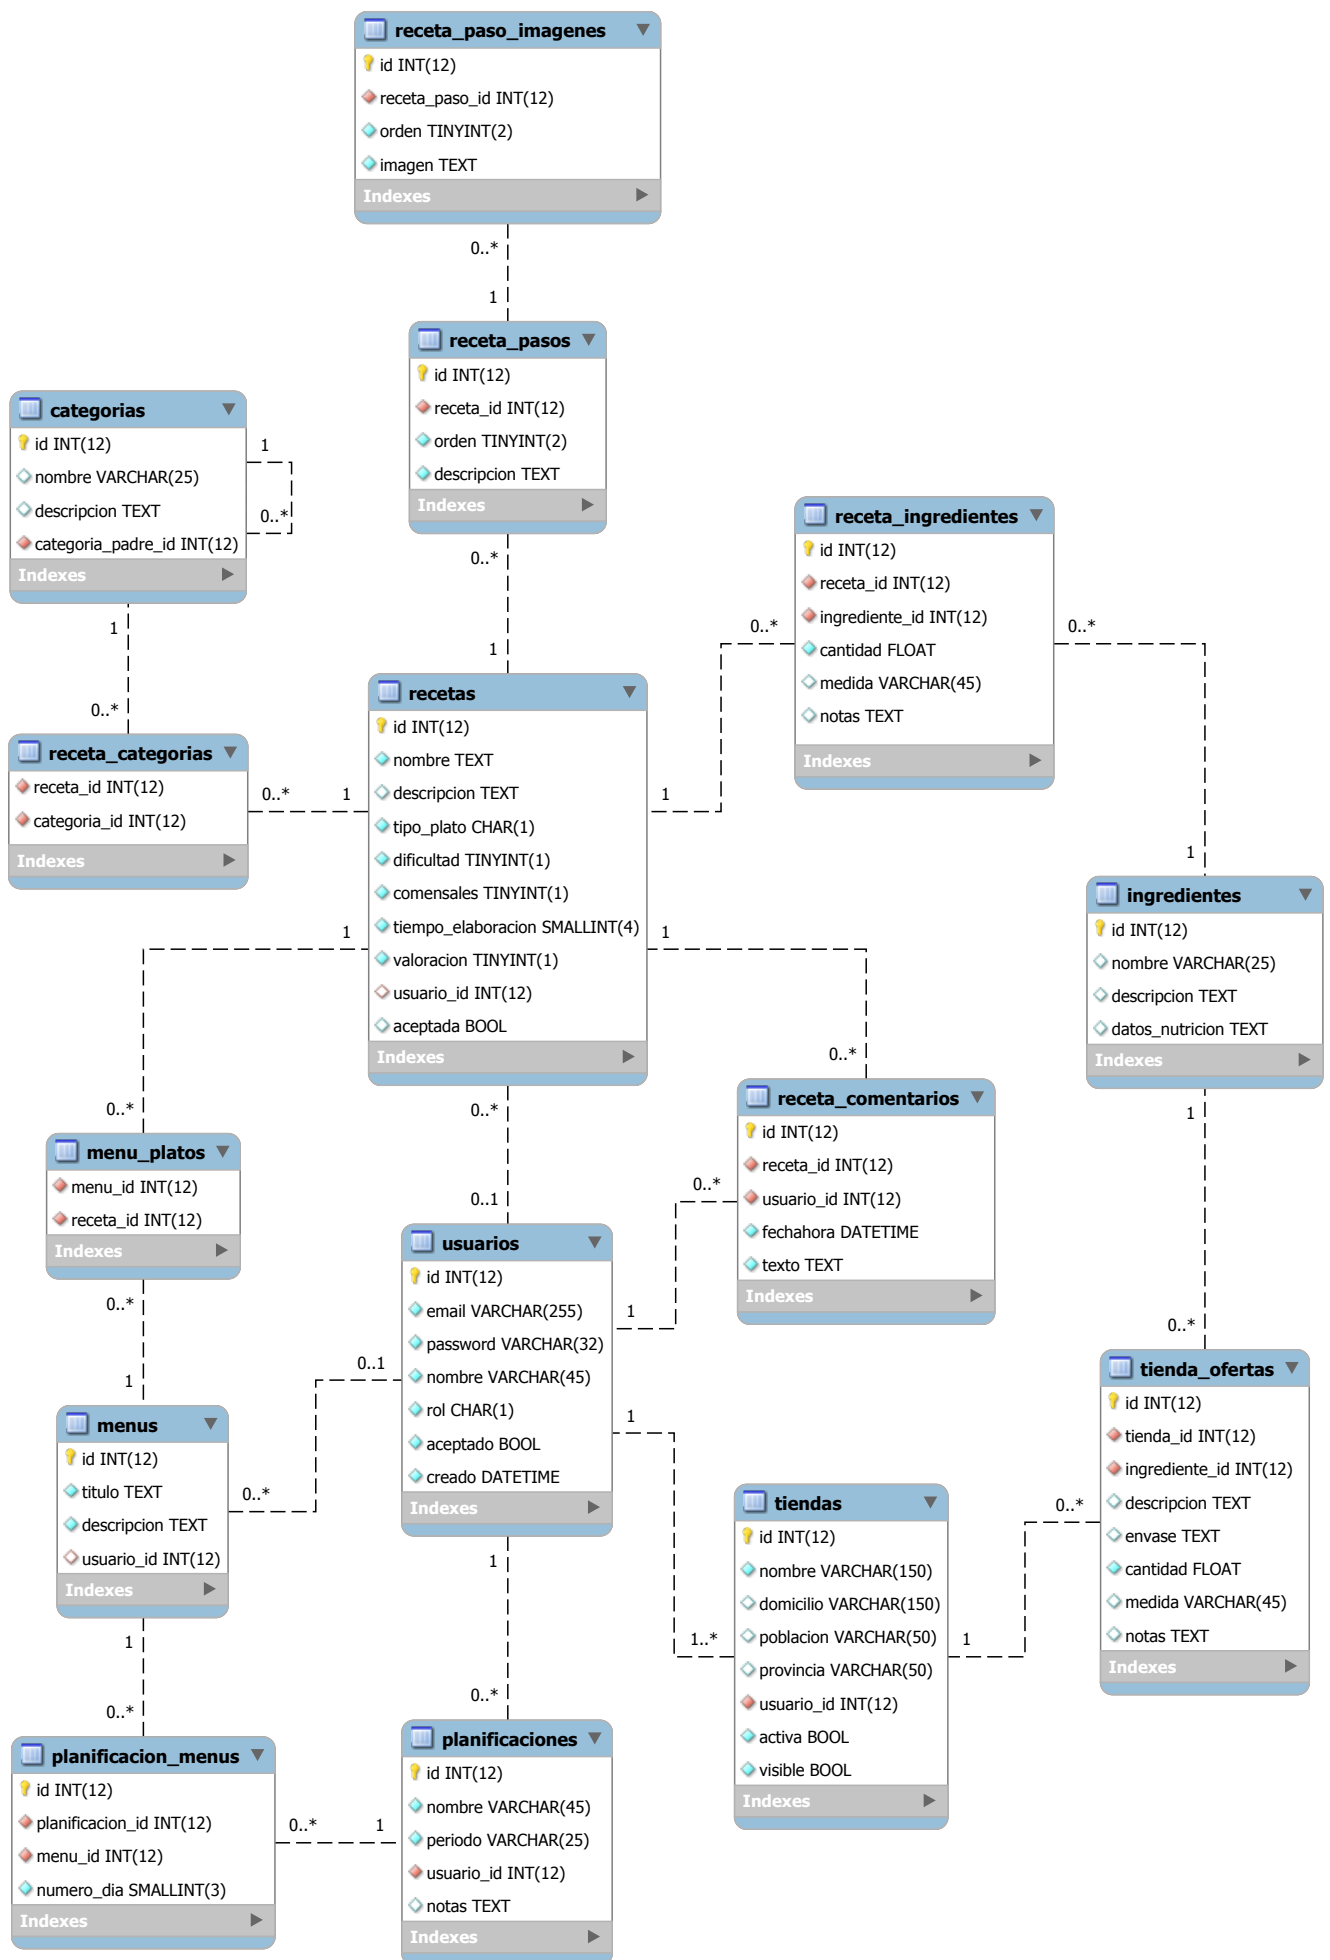 receta_paso_imagenes
id INT(12)
receta_paso_id INT(12)
orden TINYINT(2)
imagen TEXT
Indexes
0..*
1
receta_pasos
id INT(12)
receta_id INT(12)
orden TINYINT(2)
descripcion TEXT
Indexes
0..*
1
categorias
id INT(12)
nombre VARCHAR(25)
descripcion TEXT
categoria_padre_id INT(12)
Indexes
1
0..*
1
0..*
receta_categorias
receta_id INT(12)
categoria_id INT(12)
Indexes
0..*
1
recetas
id INT(12)
nombre TEXT
descripcion TEXT
tipo_plato CHAR(1)
dificultad TINYINT(1)
comensales TINYINT(1)
tiempo_elaboracion SMALLINT(4)
valoracion TINYINT(1)
usuario_id INT(12)
aceptada BOOL
Indexes
receta_ingredientes
id INT(12)
receta_id INT(12)
ingrediente_id INT(12)
cantidad FLOAT
medida VARCHAR(45)
notas TEXT
Indexes
0..*
1
0..*
1
ingredientes
id INT(12)
nombre VARCHAR(25)
descripcion TEXT
datos_nutricion TEXT
Indexes
1
0..*
1
0..*
receta_comentarios
id INT(12)
receta_id INT(12)
usuario_id INT(12)
fechahora DATETIME
texto TEXT
Indexes
0..*
1
menu_platos
menu_id INT(12)
receta_id INT(12)
Indexes
1
0..*
0..*
1
menus
id INT(12)
titulo TEXT
descripcion TEXT
usuario_id INT(12)
Indexes
0..*
0..1
0..*
0..1
usuarios
id INT(12)
email VARCHAR(255)
password VARCHAR(32)
nombre VARCHAR(45)
rol CHAR(1)
aceptado BOOL
creado DATETIME
Indexes
1
1..*
tiendas
id INT(12)
nombre VARCHAR(150)
domicilio VARCHAR(150)
poblacion VARCHAR(50)
provincia VARCHAR(50)
usuario_id INT(12)
activa BOOL
visible BOOL
Indexes
1
0..*
tienda_ofertas
id INT(12)
tienda_id INT(12)
ingrediente_id INT(12)
descripcion TEXT
envase TEXT
cantidad FLOAT
medida VARCHAR(45)
notas TEXT
Indexes
1
0..*
planificacion_menus
id INT(12)
planificacion_id INT(12)
menu_id INT(12)
numero_dia SMALLINT(3)
Indexes
0..*
1
1
0..*
planificaciones
id INT(12)
nombre VARCHAR(45)
periodo VARCHAR(25)
usuario_id INT(12)
notas TEXT
Indexes